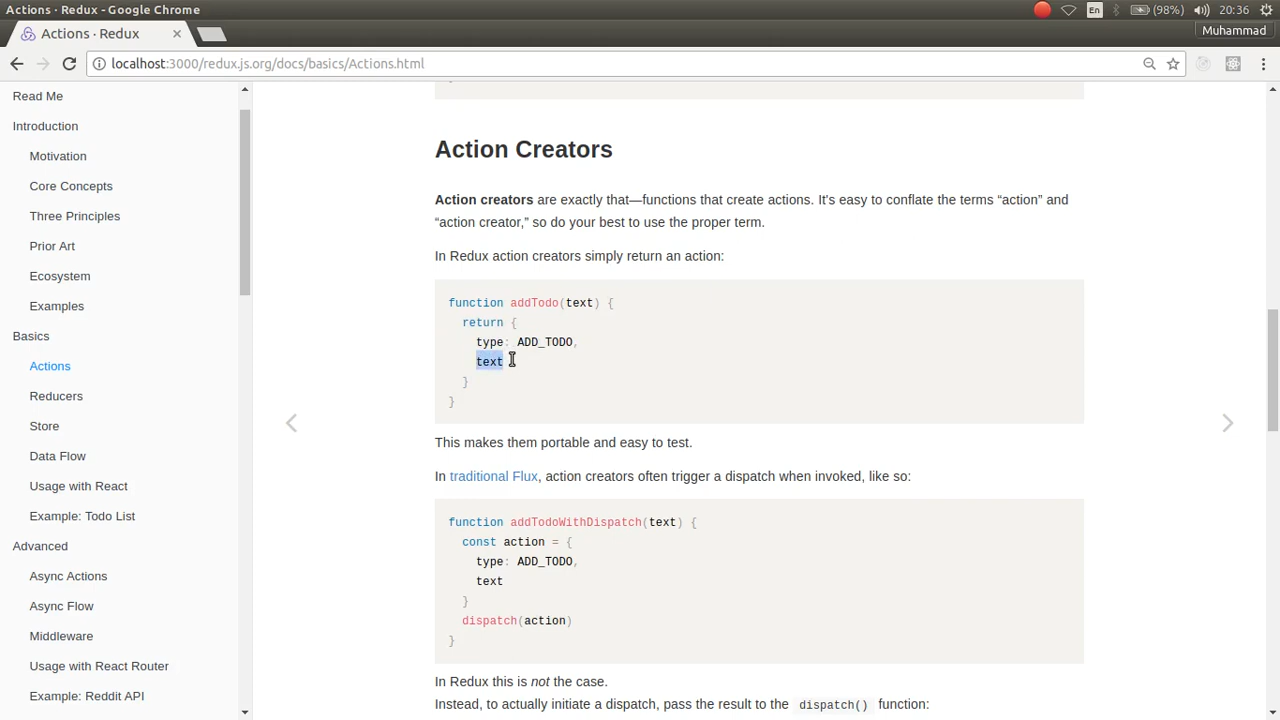 Actions · Redux - Google Chrome
En
(98%)
20:36
Actions · Redux
Muhammad
localhost:3000/redux.js.org/docs/basics/Actions.html
Read Me
Introduction
Motivation
Core Concepts
Three Principles
Prior Art
Ecosystem
Examples
Basics
Actions
Reducers
Store
Data Flow
Usage with React
Example: Todo List
Advanced
Async Actions
Async Flow
Middleware
Usage with React Router
Example: Reddit API
Action Creators
Action creators are exactly that—functions that create actions. It's easy to conflate the terms “action” and
“action creator,” so do your best to use the proper term.
In Redux action creators simply return an action:
function addTodo(text) {
return {
type: ADD_TODO,
text
}
}
This makes them portable and easy to test.
In traditional Flux, action creators often trigger a dispatch when invoked, like so:
function addTodoWithDispatch(text) {
const action = {
type: ADD_TODO,
text
}
dispatch(action)
}
In Redux this is not the case.
Instead, to actually initiate a dispatch, pass the result to the dispatch() function: